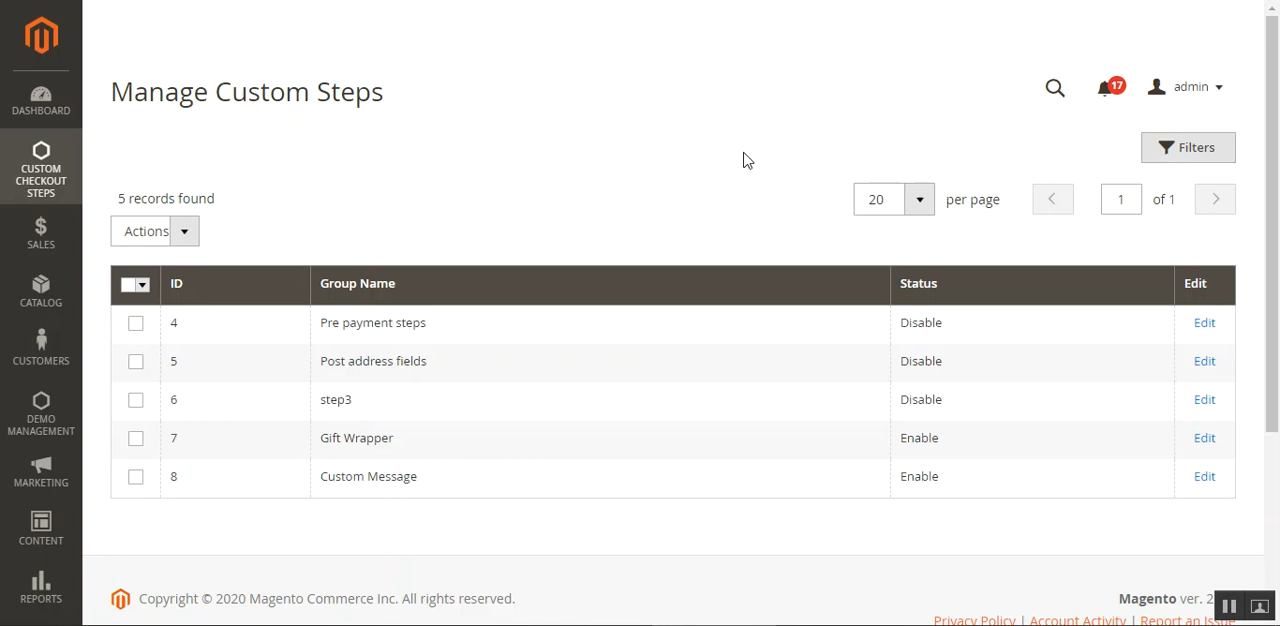 DASHBOARD
CUSTOM
CHECKOUT
STEPS
SALES
CATALOG
CUSTOMERS
DEMO
MANAGEMENT
MARKETING
CONTENT
REPORTS
Manage Custom Steps
17
admin
Filters
5 records found
20 per page 1 of 1
Actions
ID Group Name Status Edit
4 Pre payment steps Disable Edit
5 Post address fields Disable Edit
6 step3 Disable Edit
7 Gift Wrapper Enable Edit
8 Custom Message Enable Edit
Copyright © 2020 Magento Commerce Inc. All rights reserved.
Magento ver. 2
Privacy Policy | Account Activity | Report an Issue